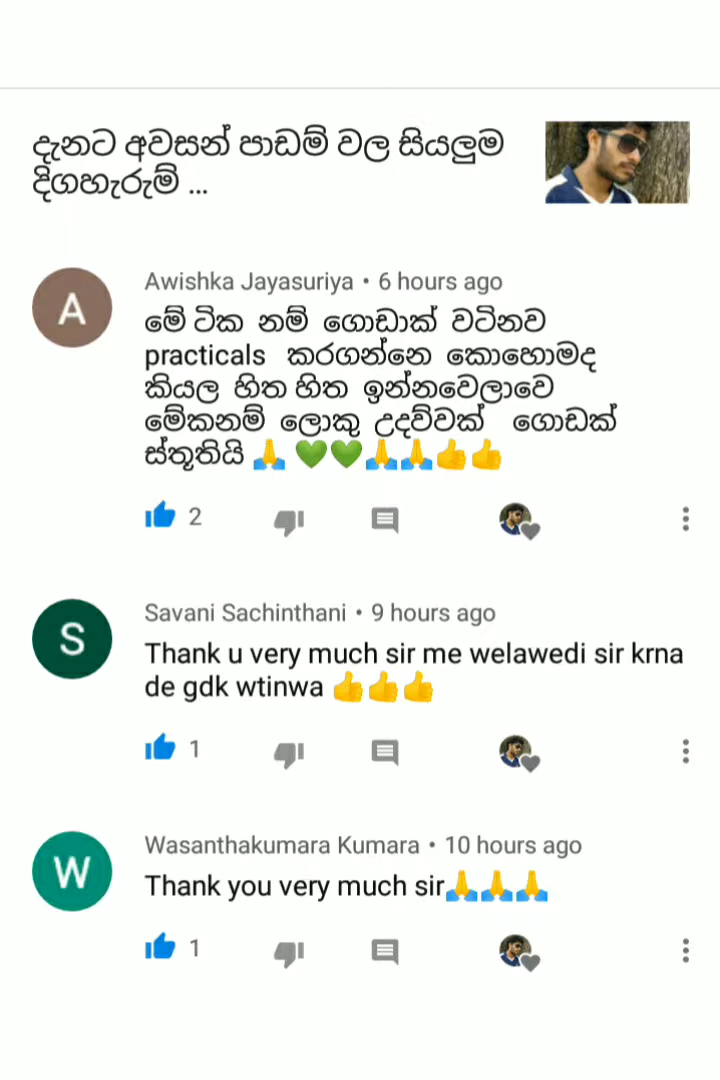 දැනට අවසන් පාඩම් වල සියලුම
දිගහැරුම් ...
A
Awishka Jayasuriya • 6 hours ago
මේ ටික නම් ගොඩාක් වටිනව
practicals කරගන්නෙ කොහොමද
කියල හිත හිත ඉන්නවෙලාවෙ
මේකනම් ලොකු උදව්වක් ගොඩක්
ස්තූතියි 🙏 💚💚🙏🙏👍👍
2
S
Savani Sachinthani • 9 hours ago
Thank u very much sir me welawedi sir krna
de gdk wtinwa 👍👍👍
1
W
Wasanthakumara Kumara • 10 hours ago
Thank you very much sir🙏🙏🙏
1